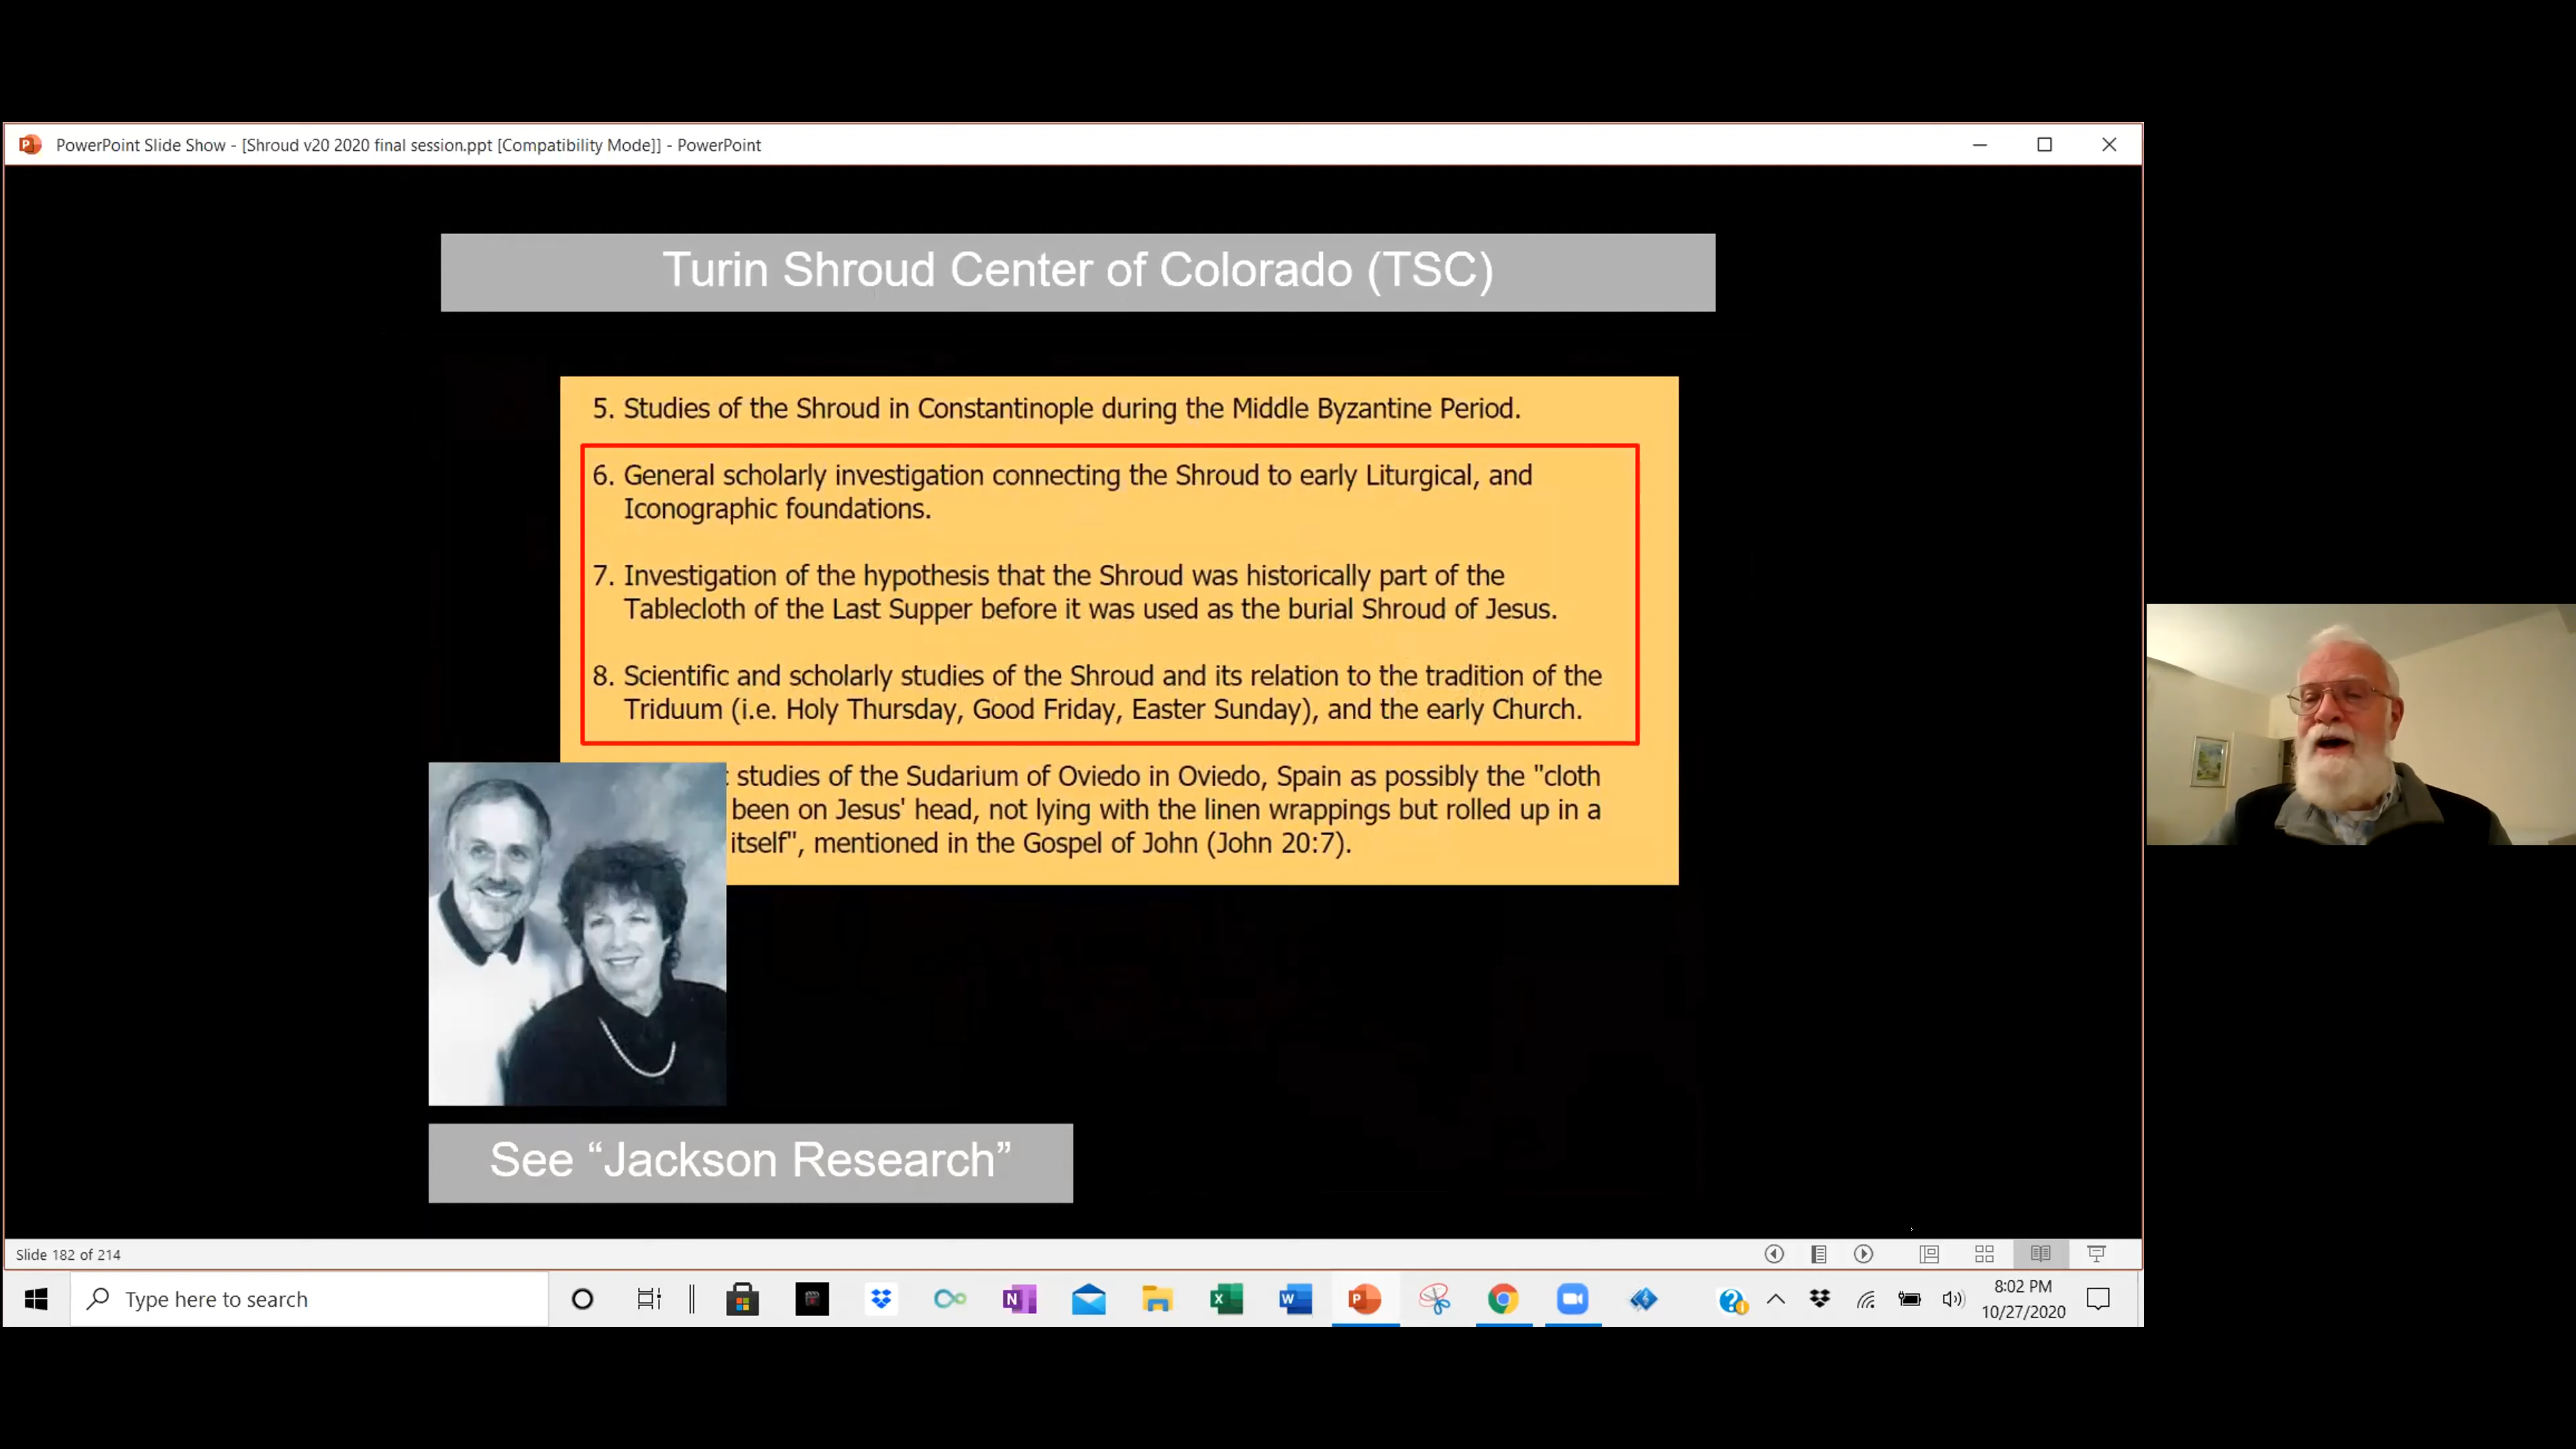 PowerPoint Slide Show - [Shroud v20 2020 final session.ppt [Compatibility Mode]] - PowerPoint
Turin Shroud Center of Colorado (TSC)
5. Studies of the Shroud in Constantinople during the Middle Byzantine Period.
6. General scholarly investigation connecting the Shroud to early Liturgical, and
Iconographic foundations.
7. Investigation of the hypothesis that the Shroud was historically part of the
Tablecloth of the Last Supper before it was used as the burial Shroud of Jesus.
8. Scientific and scholarly studies of the Shroud and its relation to the tradition of the
Triduum (i.e. Holy Thursday, Good Friday, Easter Sunday), and the early Church.
studies of the Sudarium of Oviedo in Oviedo, Spain as possibly the "cloth
been on Jesus' head, not lying with the linen wrappings but rolled up in a
itself", mentioned in the Gospel of John (John 20:7).
See “Jackson Research”
Slide 182 of 214
Type here to search
8:02 PM
10/27/2020